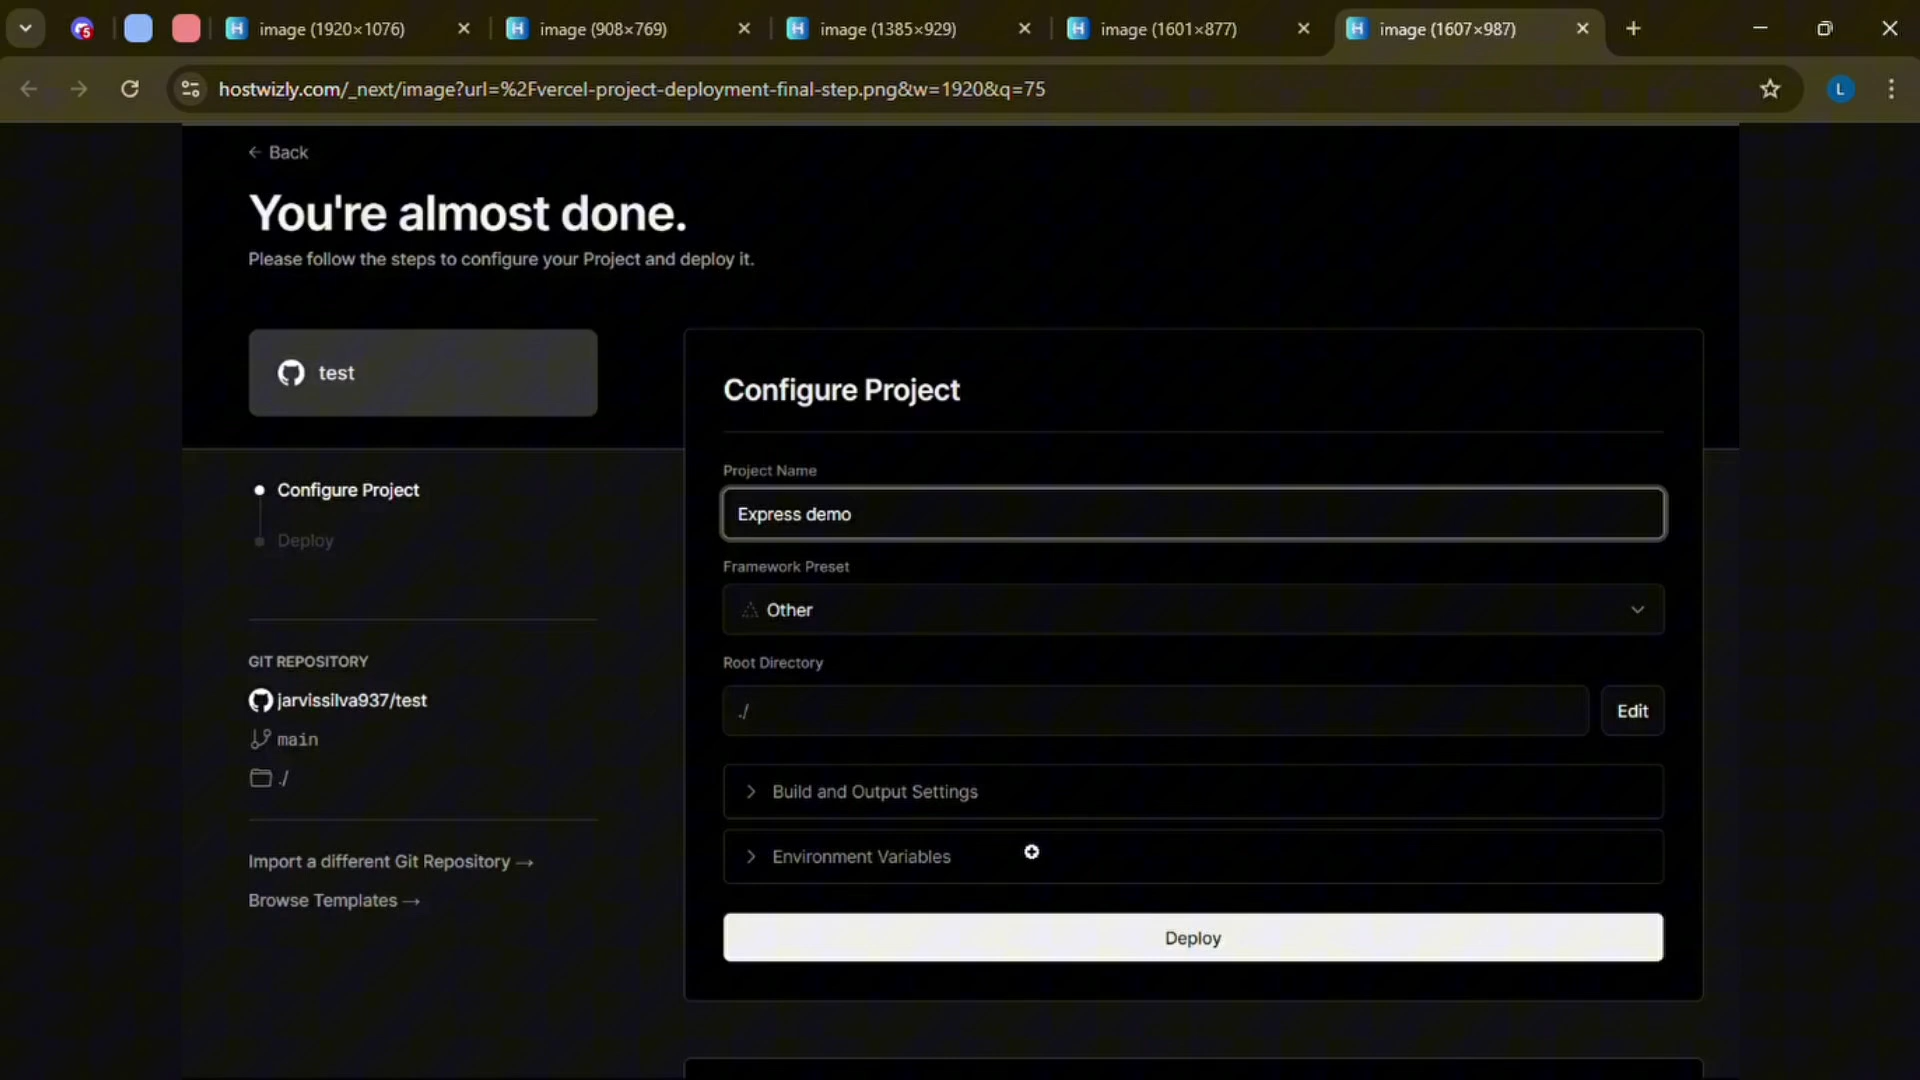 image (1920×1076)
image (908×769)
image (1385×929)
image (1601×877)
image (1607×987)
hostwizly.com/_next/image?url=%2Fvercel-project-deployment-final-step.png&w=1920&q=75
L
← Back
You're almost done.
Please follow the steps to configure your Project and deploy it.
test
Configure Project
Deploy
GIT REPOSITORY
jarvissilva937/test
main
./
Import a different Git Repository →
Browse Templates →
Configure Project
Project Name
Express demo
Framework Preset
Other
Root Directory
./
Edit
Build and Output Settings
Environment Variables
Deploy